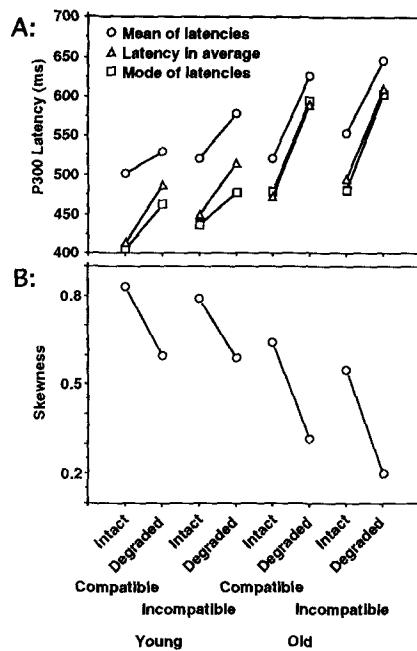 A:
700
650
600
550
500
450
400
P300 Latency (ms)
Mean of latencies
Latency in average
Mode of latencies
B:
0.8
0.5
0.2
Skewness
Intact Degraded Intact Degraded Intact Degraded Intact Degraded
Compatible Compatible
Incompatible Incompatible
Young Old